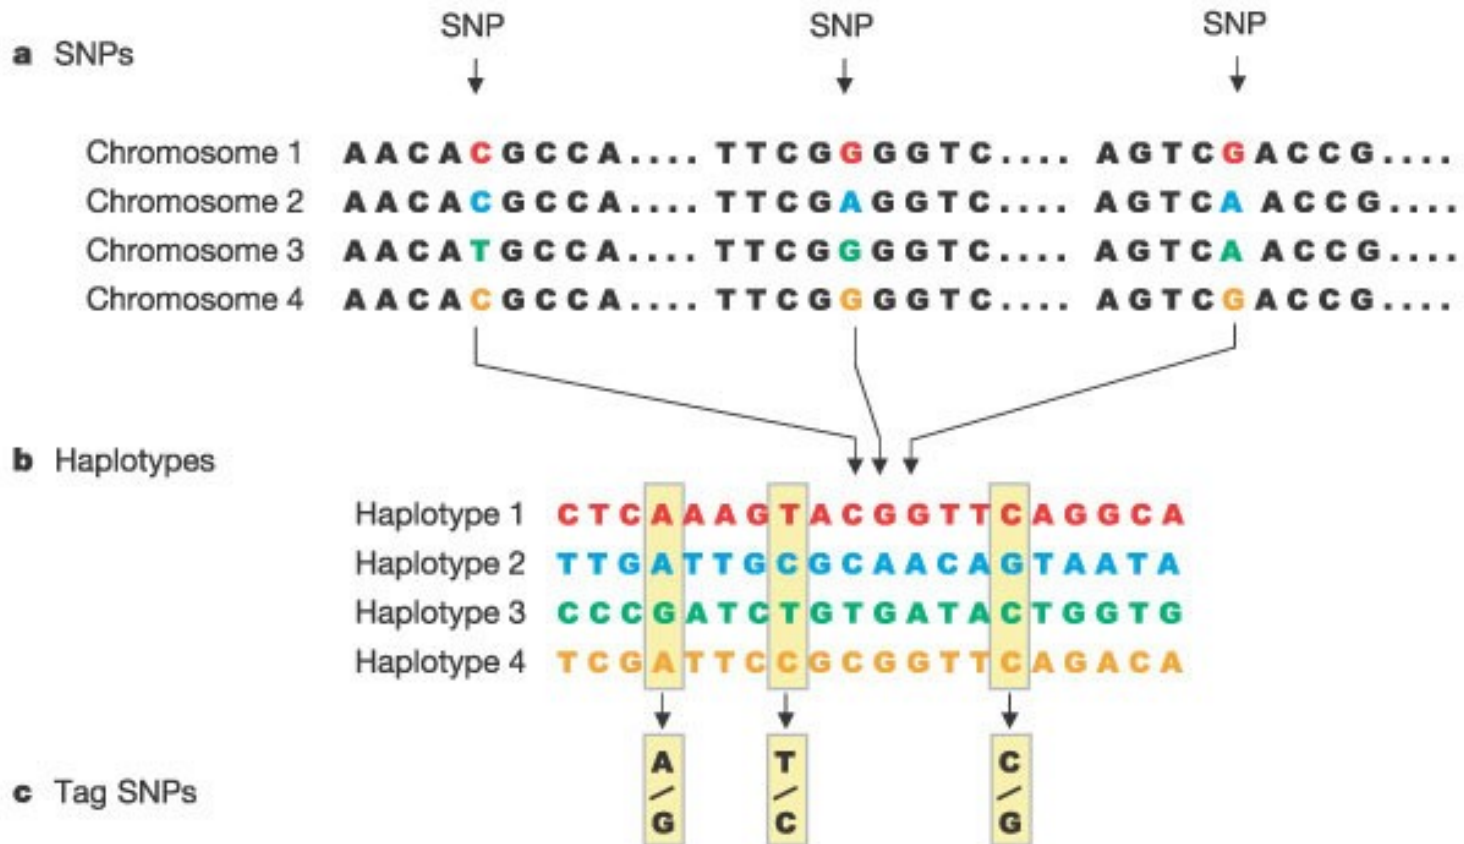 SNP SNP SNP
a SNPs
Chromosome 1 AACACGCCA.... TTCGGGGTC.... AGTCGACCG....
Chromosome 2 AACACGCCA.... TTCGAGGTC.... AGTCAACCG....
Chromosome 3 AACATGCCA.... TTCGGGGTC.... AGTCAACCG....
Chromosome 4 AACACGCCA.... TTCGGGGTC.... AGTCGACCG....
b Haplotypes
Haplotype 1 CTCAAAGTACGGTTCAGGCA
Haplotype 2 TTGATTGCGCAACAGTAATA
Haplotype 3 CCCGATCTGTGATACTGGTG
Haplotype 4 TCGATTCCGCGGTTCAGACA
c Tag SNPs
A/G T/C C/G